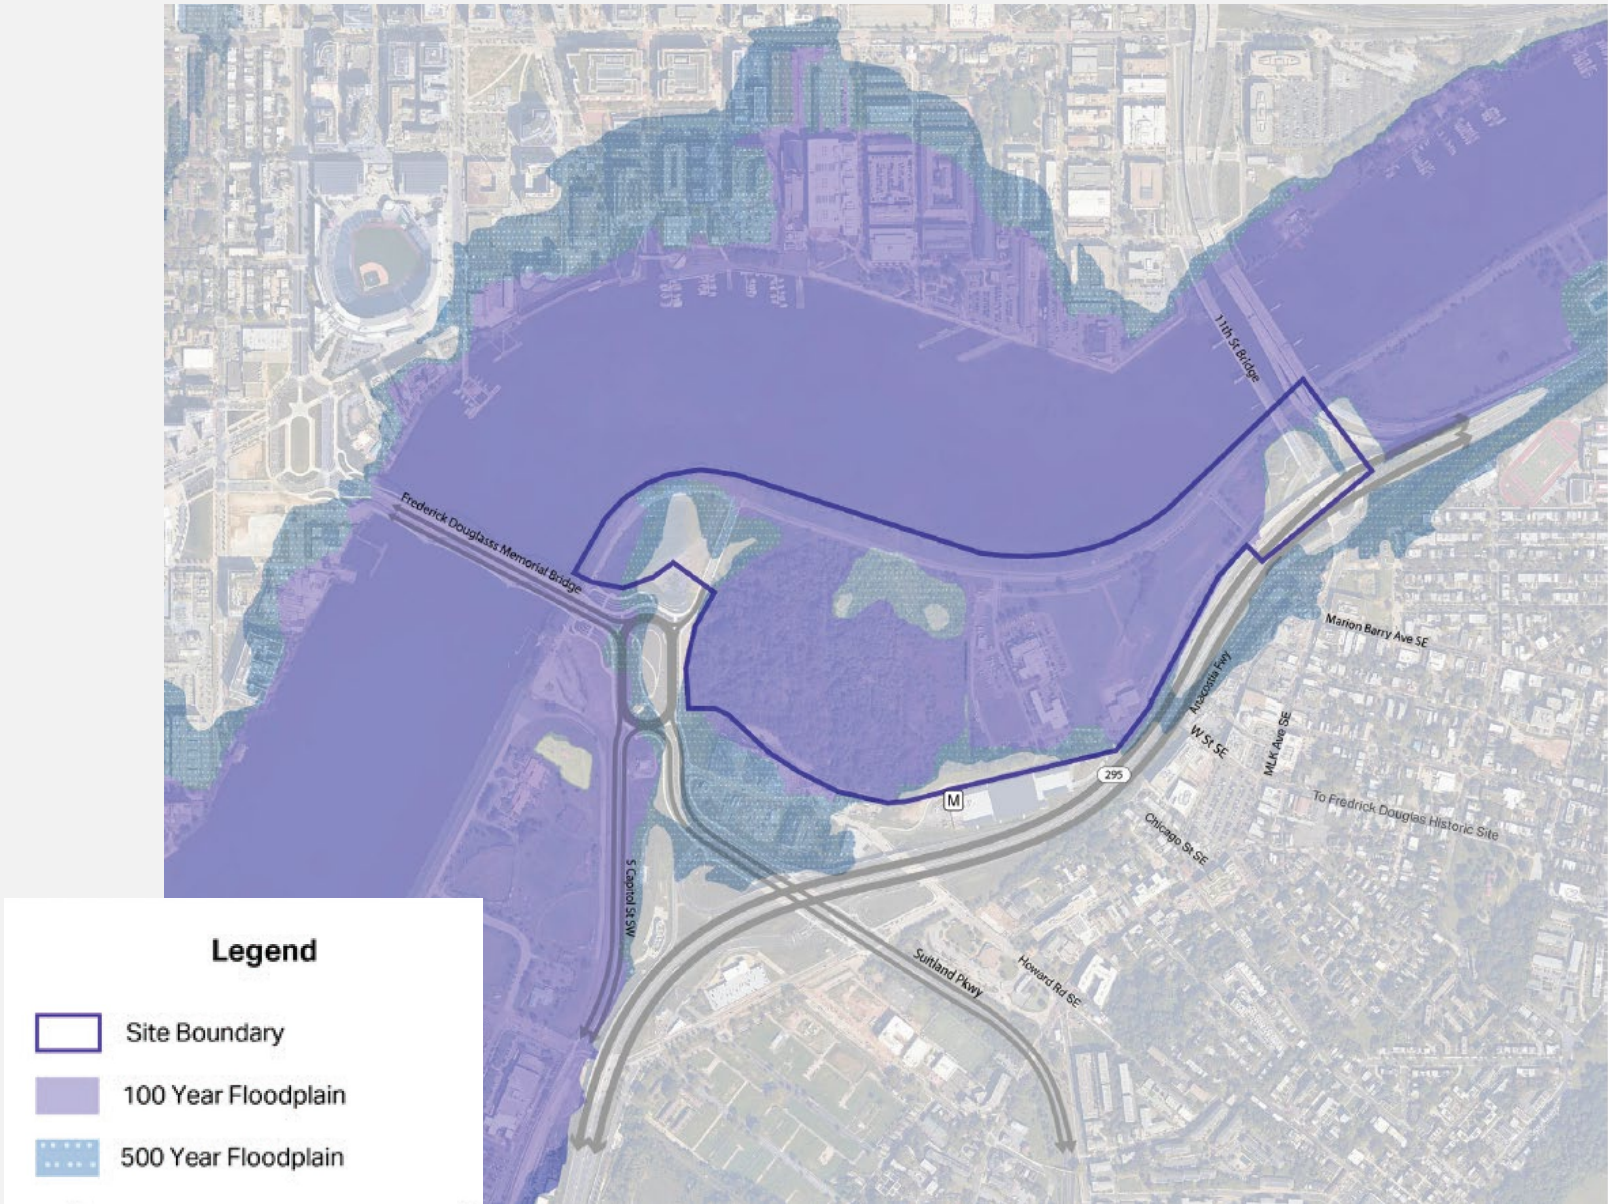 11th St Bridge
Frederick Douglasss Memorial Bridge
Marion Barry Ave SE
Anacostia Fwy
W St SE
MLK Ave SE
295
M
To Fredrick Douglas Historic Site
Chicago St SE
S Capitol St SW
Suitland Pkwy
Howard Rd SE
Legend
Site Boundary
100 Year Floodplain
500 Year Floodplain